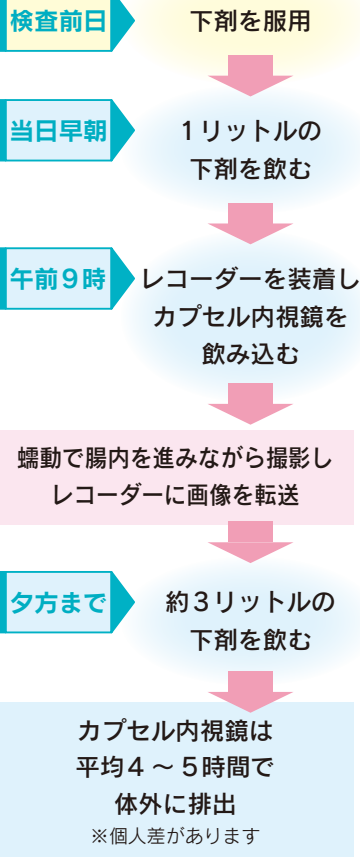 検査前日
下剤を服用
当日早朝
1リットルの
下剤を飲む
午前9時
レコーダーを装着し
カプセル内視鏡を
飲み込む
蠕動で腸内を進みながら撮影し
レコーダーに画像を転送
夕方まで
約3リットルの
下剤を飲む
カプセル内視鏡は
平均4～5時間で
体外に排出
※個人差があります